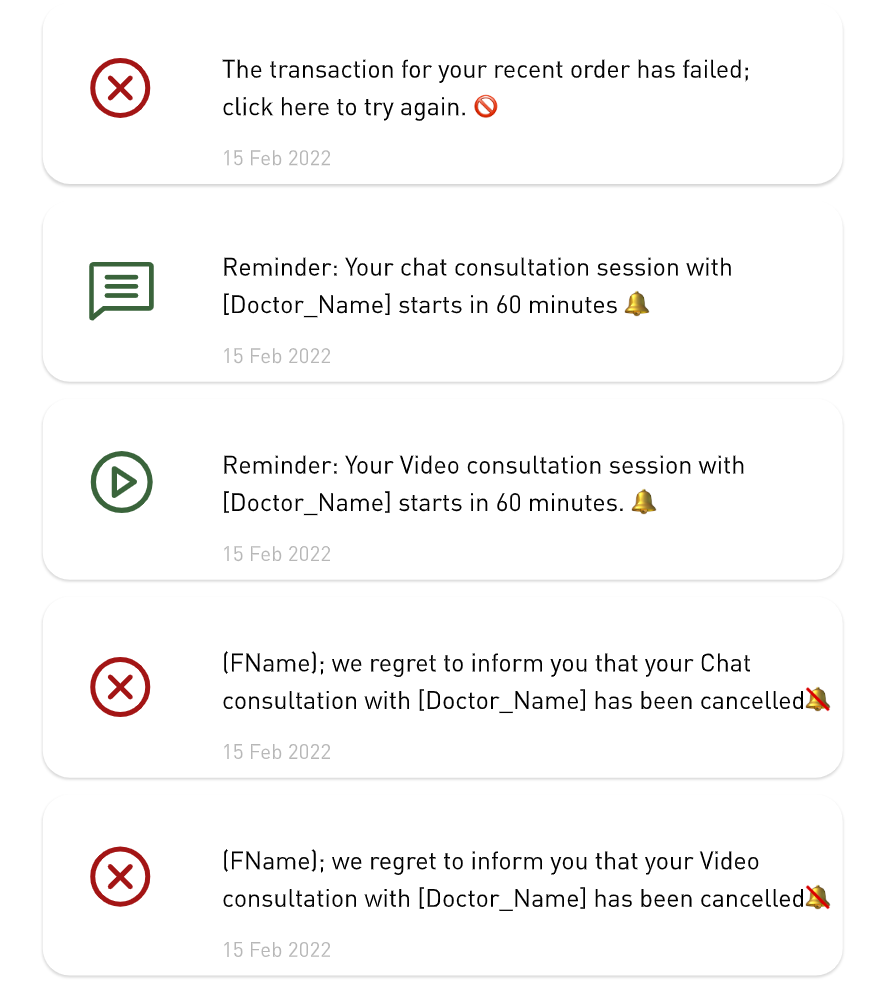 The transaction for your recent order has failed;
click here to try again. 🚫
15 Feb 2022
Reminder: Your chat consultation session with
[Doctor_Name] starts in 60 minutes 🔔
15 Feb 2022
Reminder: Your Video consultation session with
[Doctor_Name] starts in 60 minutes. 🔔
15 Feb 2022
(FName); we regret to inform you that your Chat
consultation with [Doctor_Name] has been cancelled🔕
15 Feb 2022
(FName); we regret to inform you that your Video
consultation with [Doctor_Name] has been cancelled🔕
15 Feb 2022